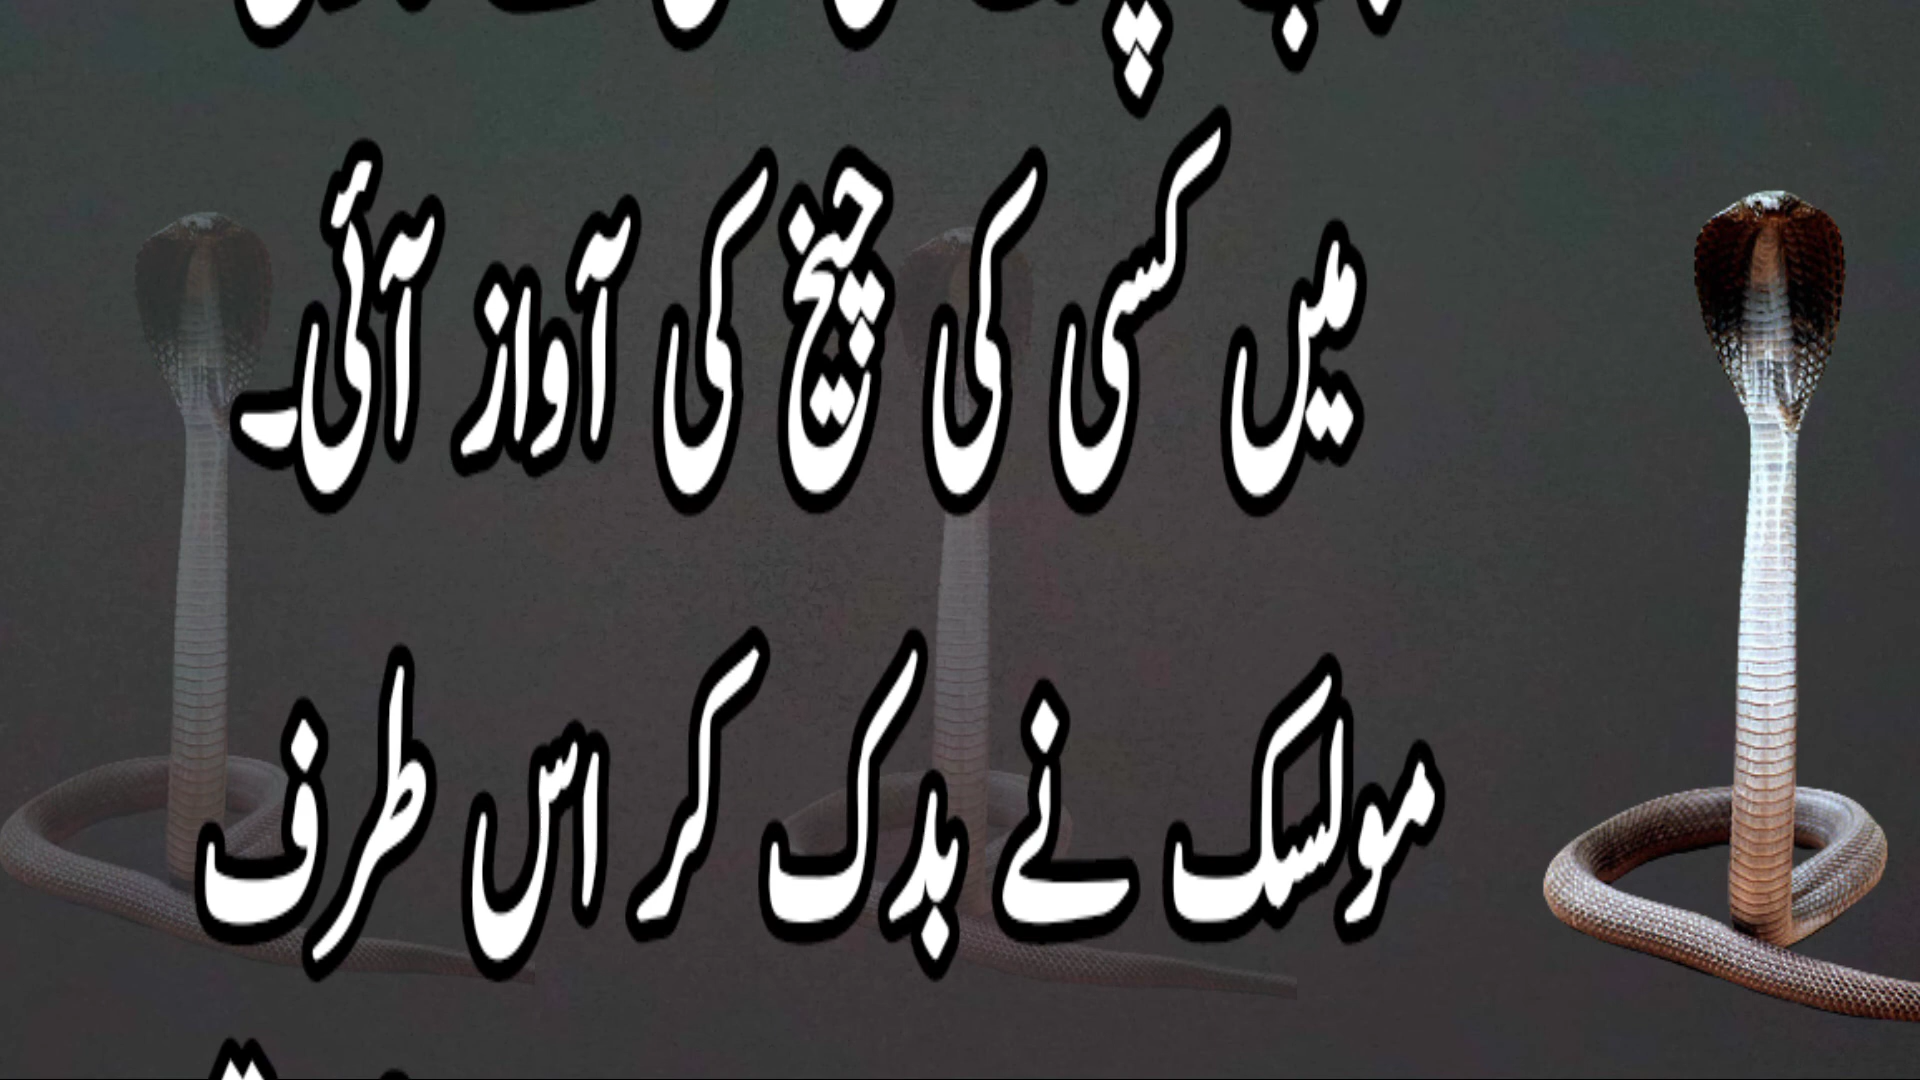 میں کسی کی چیخ کی آواز آئی۔
مولسک نے بدک کر اس طرف